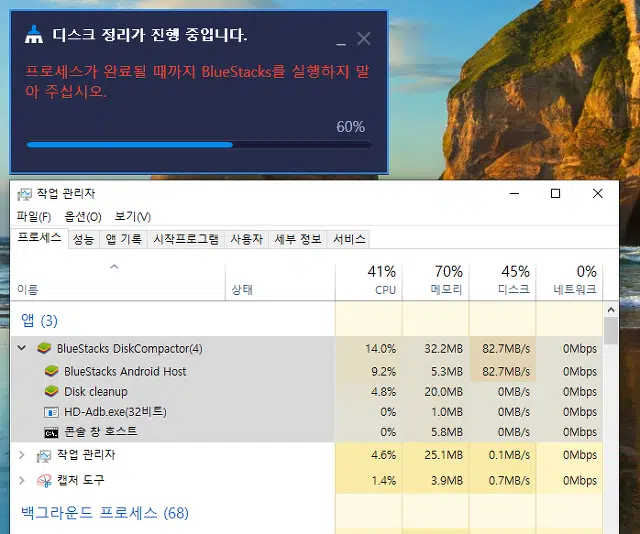 디스크 정리가 진행 중입니다.
프로세스가 완료될 때까지 BlueStacks를 실행하지 말
아 주십시오.
60%
작업 관리자
파일(F) 옵션(O) 보기(V)
프로세스 성능 앱 기록 시작프로그램 사용자 세부 정보 서비스
41% 70% 45% 0%
이름 상태 CPU 메모리 디스크 네트워크
앱 (3)
BlueStacks DiskCompactor(4) 14.0% 32.2MB 82.7MB/s 0Mbps
BlueStacks Android Host 9.2% 5.3MB 82.7MB/s 0Mbps
Disk cleanup 4.8% 20.0MB 0MB/s 0Mbps
HD-Adb.exe(32비트) 0% 1.0MB 0MB/s 0Mbps
C:\. 콘솔 창 호스트 0% 5.8MB 0MB/s 0Mbps
작업 관리자 4.6% 25.1MB 0.1MB/s 0Mbps
캡처 도구 1.4% 3.9MB 0.7MB/s 0Mbps
백그라운드 프로세스 (68)